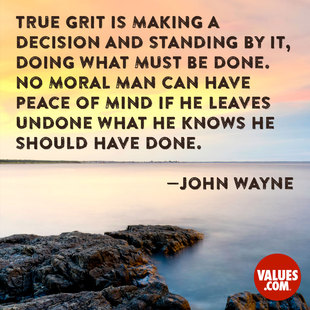 TRUE GRIT IS MAKING A
DECISION AND STANDING BY IT,
DOING WHAT MUST BE DONE.
NO MORAL MAN CAN HAVE
PEACE OF MIND IF HE LEAVES
UNDONE WHAT HE KNOWS HE
SHOULD HAVE DONE.
—JOHN WAYNE
VALUES
.COM